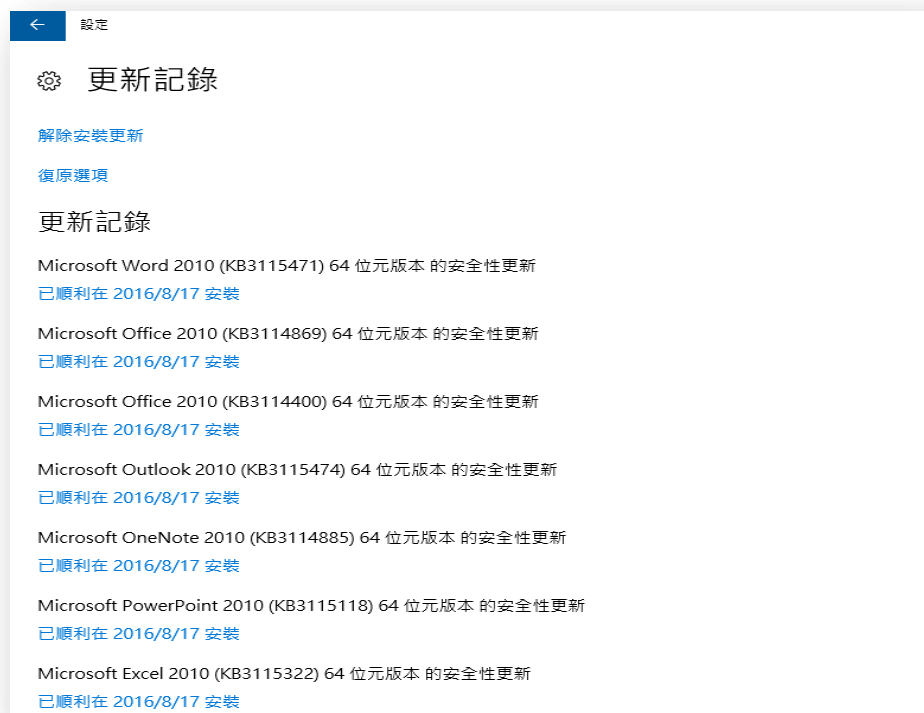 設定
更新記錄
解除安裝更新
復原選項
更新記錄
Microsoft Word 2010 (KB3115471) 64 位元版本 的安全性更新
已順利在 2016/8/17 安裝
Microsoft Office 2010 (KB3114869) 64 位元版本 的安全性更新
已順利在 2016/8/17 安裝
Microsoft Office 2010 (KB3114400) 64 位元版本 的安全性更新
已順利在 2016/8/17 安裝
Microsoft Outlook 2010 (KB3115474) 64 位元版本 的安全性更新
已順利在 2016/8/17 安裝
Microsoft OneNote 2010 (KB3114885) 64 位元版本 的安全性更新
已順利在 2016/8/17 安裝
Microsoft PowerPoint 2010 (KB3115118) 64 位元版本 的安全性更新
已順利在 2016/8/17 安裝
Microsoft Excel 2010 (KB3115322) 64 位元版本 的安全性更新
已順利在 2016/8/17 安裝